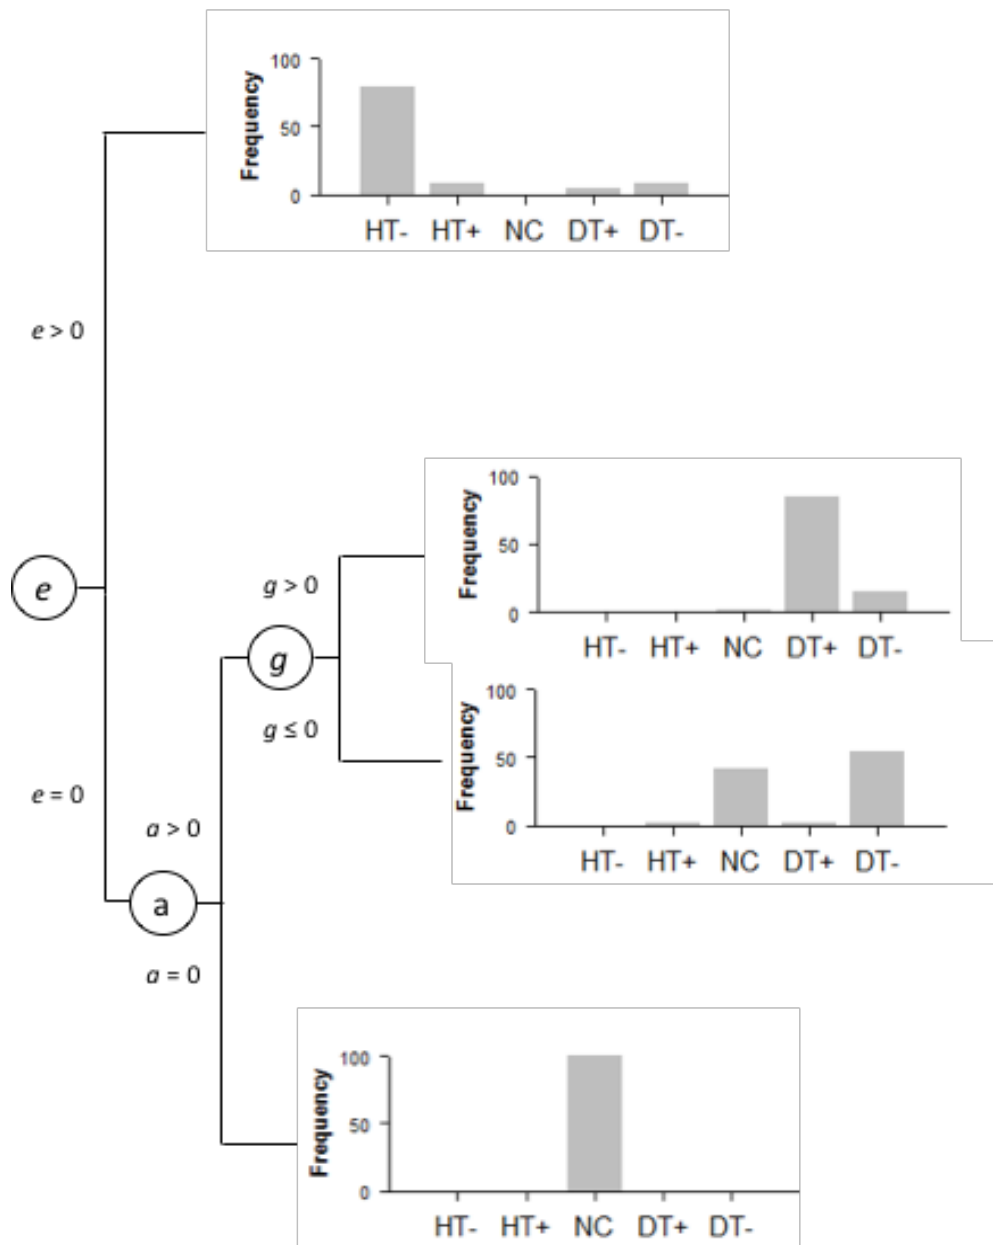 100
50
0
Frequency
HT- HT+ NC DT+ DT-
e > 0
100
50
0
Frequency
HT- HT+ NC DT+ DT-
e
g > 0
g
g ≤ 0
100
50
0
Frequency
HT- HT+ NC DT+ DT-
e = 0
a > 0
a
a = 0
100
50
0
Frequency
HT- HT+ NC DT+ DT-